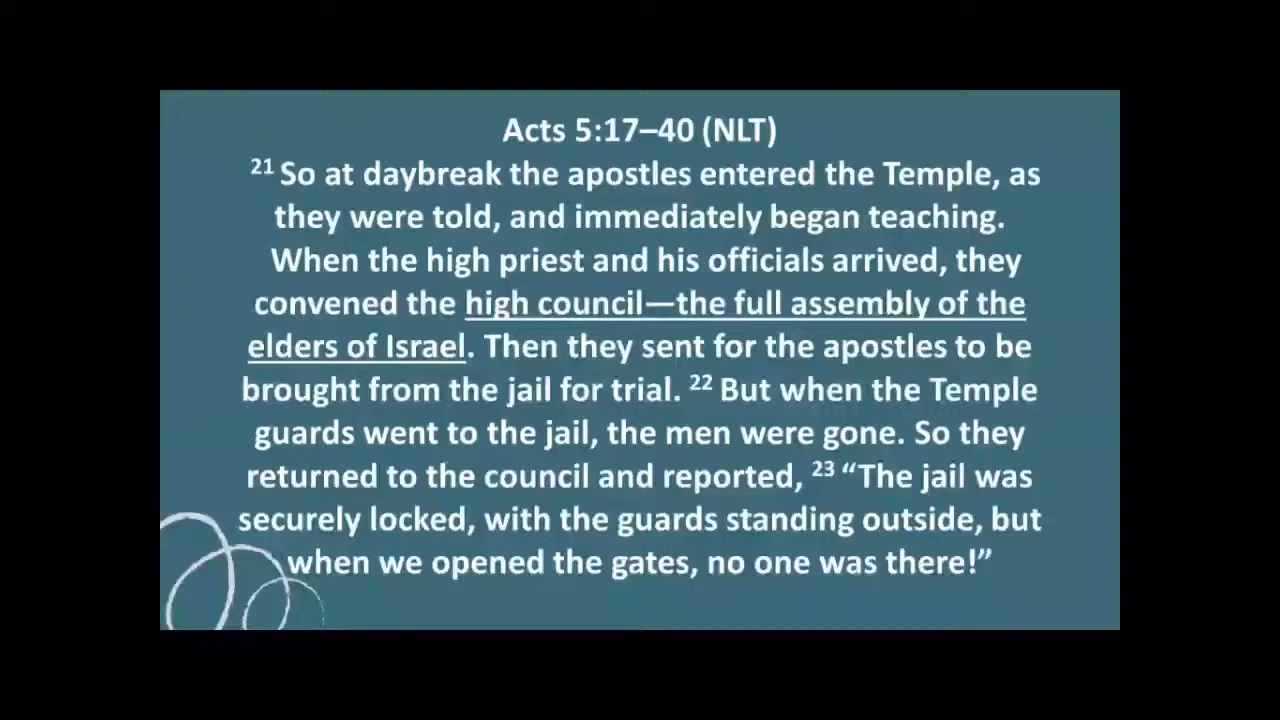 Acts 5:17–40 (NLT)
21 So at daybreak the apostles entered the Temple, as
they were told, and immediately began teaching.
When the high priest and his officials arrived, they
convened the high council—the full assembly of the
elders of Israel. Then they sent for the apostles to be
brought from the jail for trial. 22 But when the Temple
guards went to the jail, the men were gone. So they
returned to the council and reported, 23 “The jail was
securely locked, with the guards standing outside, but
when we opened the gates, no one was there!”